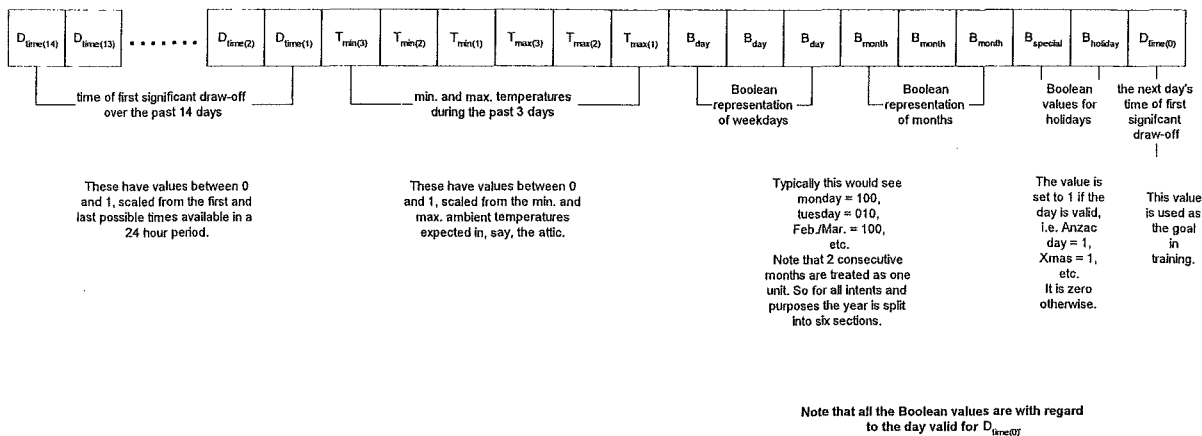 D time(14) D time(13) ....... D time(2) D time(1) T min(3) T min(2) T min(1) T max(3) T max(2) T max(1) B day B day B day B month B month B month B special B holiday D time(0)
time of first significant draw-off
over the past 14 days
min. and max. temperatures
during the past 3 days
Boolean
representation
of weekdays
Boolean
representation
of months
Boolean
values for
holidays
the next day's
time of first
signifcant
draw-off
These have values between 0
and 1, scaled from the first and
last possible times available in a
24 hour period.
These have values between 0
and 1, scaled from the min. and
max. ambient temperatures
expected in, say, the attic.
Typically this would see
monday = 100,
tuesday = 010,
Feb./Mar. = 100,
etc.
Note that 2 consecutive
months are treated as one
unit. So for all intents and
purposes the year is split
into six sections.
The value is
set to 1 if the
day is valid,
i.e. Anzac
day = 1,
Xmas = 1,
etc.
It is zero
otherwise.
This value
is used as
the goal
in
training.
Note that all the Boolean values are with regard
to the day valid for D time(0)